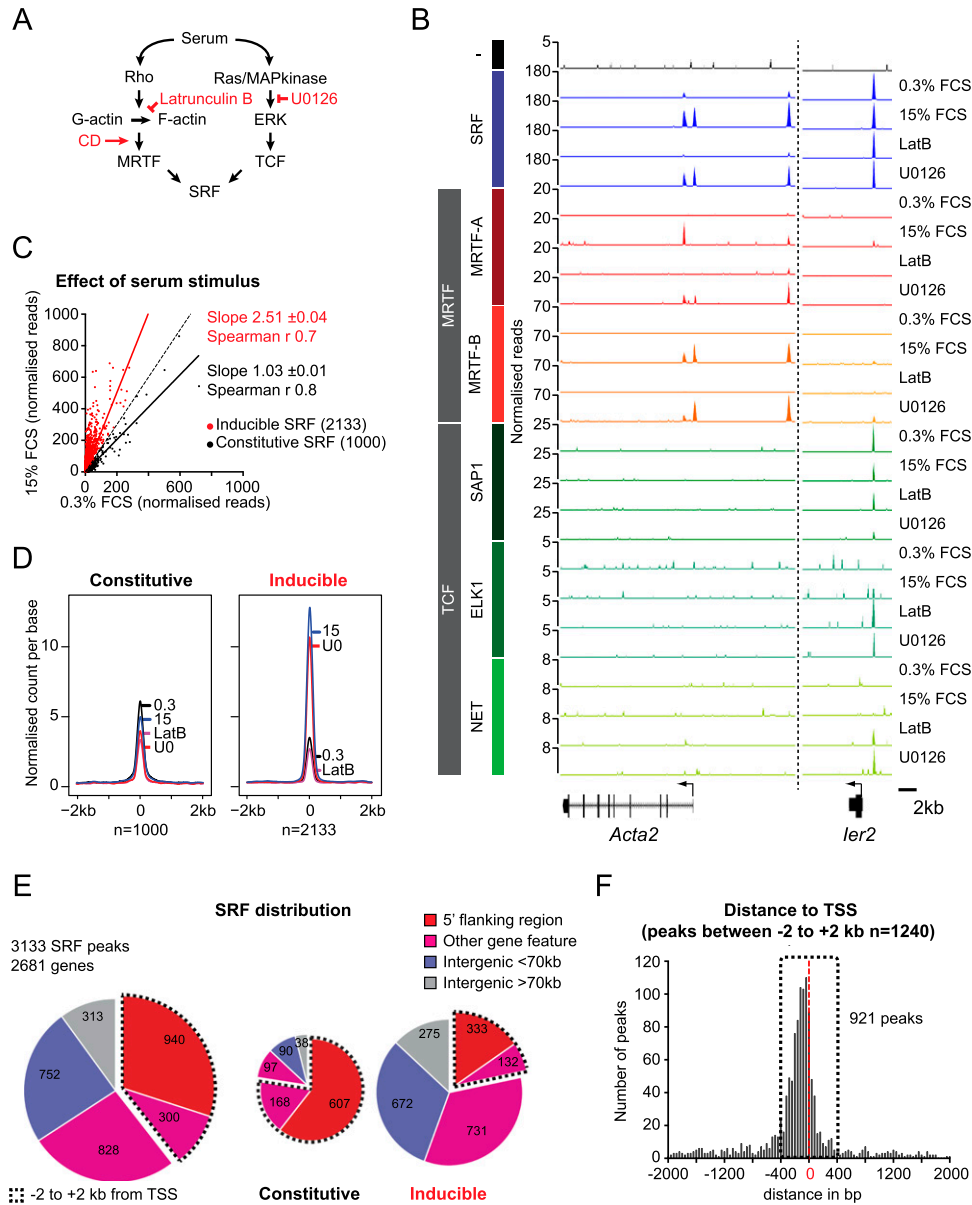 A
Serum
Rho
Ras/MAPkinase
Latrunculin B
U0126
G-actin
F-actin
ERK
CD
MRTF
TCF
SRF
B
-
SRF
MRTF
MRTF-A
MRTF-B
TCF
SAP1
ELK1
NET
Normalised reads
5
180
0.3% FCS
180
15% FCS
180
LatB
180
U0126
20
0.3% FCS
20
15% FCS
20
LatB
20
U0126
70
0.3% FCS
70
15% FCS
70
LatB
70
U0126
25
0.3% FCS
25
15% FCS
25
LatB
25
U0126
5
0.3% FCS
5
15% FCS
5
LatB
5
U0126
8
0.3% FCS
8
15% FCS
8
LatB
8
U0126
2kb
Acta2
Ier2
C
Effect of serum stimulus
15% FCS (normalised reads)
1000
800
600
400
200
0
0
200
600
1000
0.3% FCS (normalised reads)
Slope 2.51 ±0.04
Spearman r 0.7
Slope 1.03 ±0.01
Spearman r 0.8
Inducible SRF (2133)
Constitutive SRF (1000)
D
Constitutive
Inducible
Normalised count per base
10
5
0
0.3
15
LatB
U0
15
U0
0.3
LatB
−2kb
0
2kb
−2kb
0
2kb
n=1000
n=2133
E
SRF distribution
3133 SRF peaks
2681 genes
5' flanking region
Other gene feature
Intergenic <70kb
Intergenic >70kb
313
940
752
300
828
38
90
97
168
607
275
333
132
672
731
-2 to +2 kb from TSS
Constitutive
Inducible
F
Distance to TSS
(peaks between -2 to +2 kb n=1240)
Number of peaks
120
100
80
60
40
20
0
921 peaks
-2000
-1200
-400
0
400
1200
2000
distance in bp